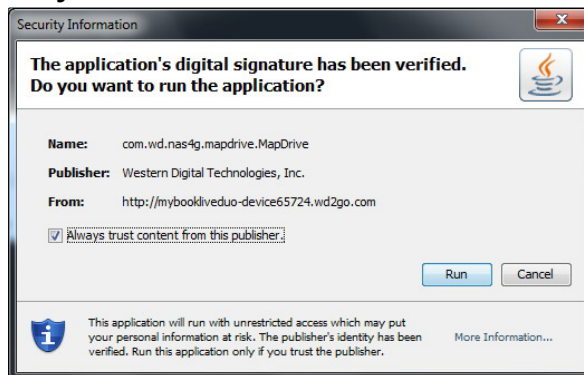 Security Information
The application's digital signature has been verified.
Do you want to run the application?
Name: com.wd.nas4g.mapdrive.MapDrive
Publisher: Western Digital Technologies, Inc.
From: http://mybookliveduo-device65724.wd2go.com
Always trust content from this publisher.
Run Cancel
This application will run with unrestricted access which may put
your personal information at risk. The publisher's identity has been
verified. Run this application only if you trust the publisher.
More Information...